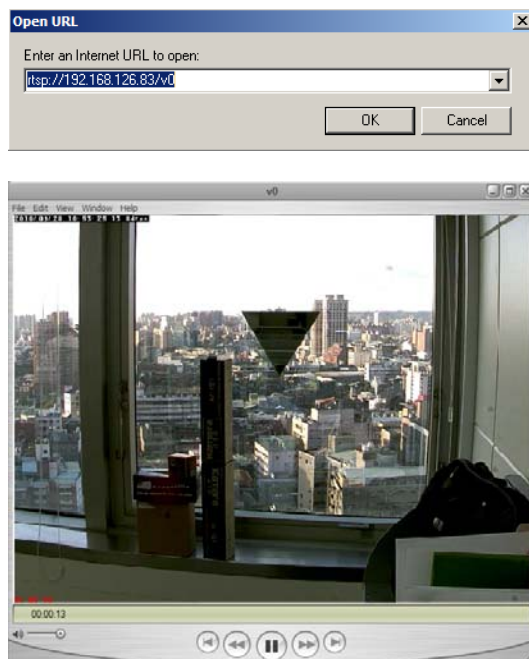 Open URL
Enter an Internet URL to open:
rtsp://192.168.126.83/v0
OK Cancel
v0
File Edit View Window Help
00:00:13